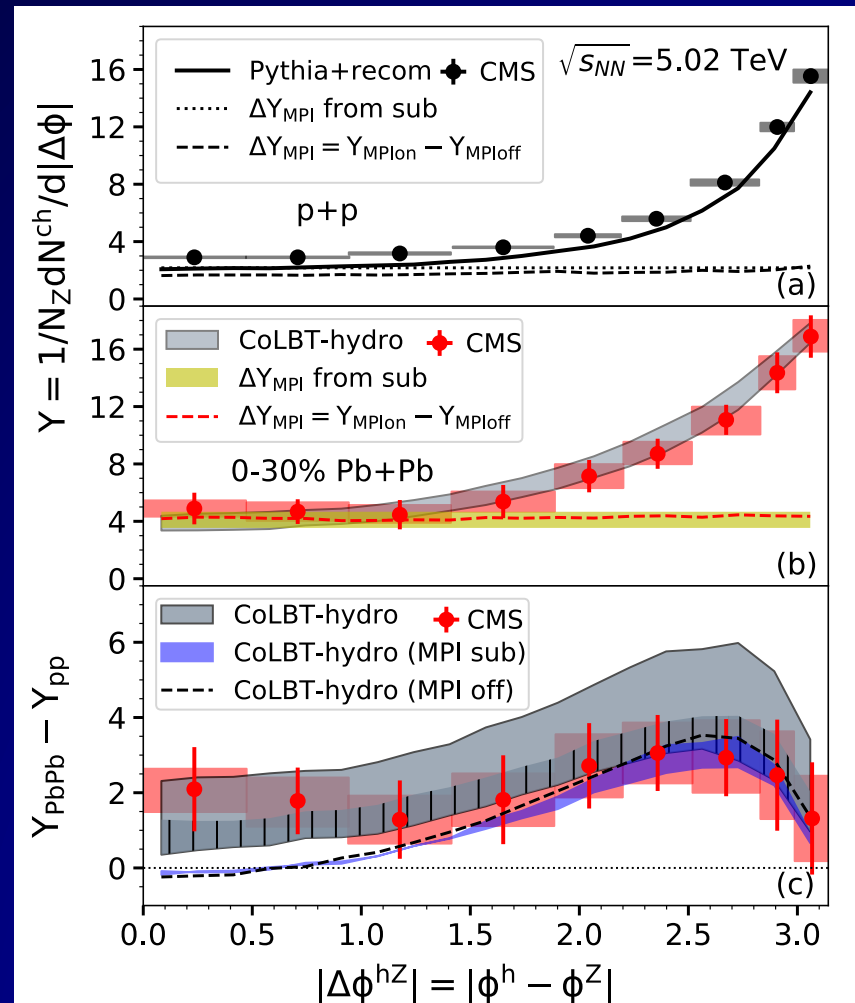 Y = 1/N_Z dN^ch/d|Δϕ|
16
12
8
4
0
Pythia+recom CMS
ΔY_MPI from sub
ΔY_MPI = Y_MPIon − Y_MPIoff
√s_NN =5.02 TeV
p+p
(a)
16
12
8
4
0
CoLBT-hydro CMS
ΔY_MPI from sub
ΔY_MPI = Y_MPIon − Y_MPIoff
0-30% Pb+Pb
(b)
Y_PbPb − Y_pp
6
4
2
0
CoLBT-hydro CMS
CoLBT-hydro (MPI sub)
CoLBT-hydro (MPI off)
(c)
0.0 0.5 1.0 1.5 2.0 2.5 3.0
|Δϕ^hZ| = |ϕ^h − ϕ^Z|